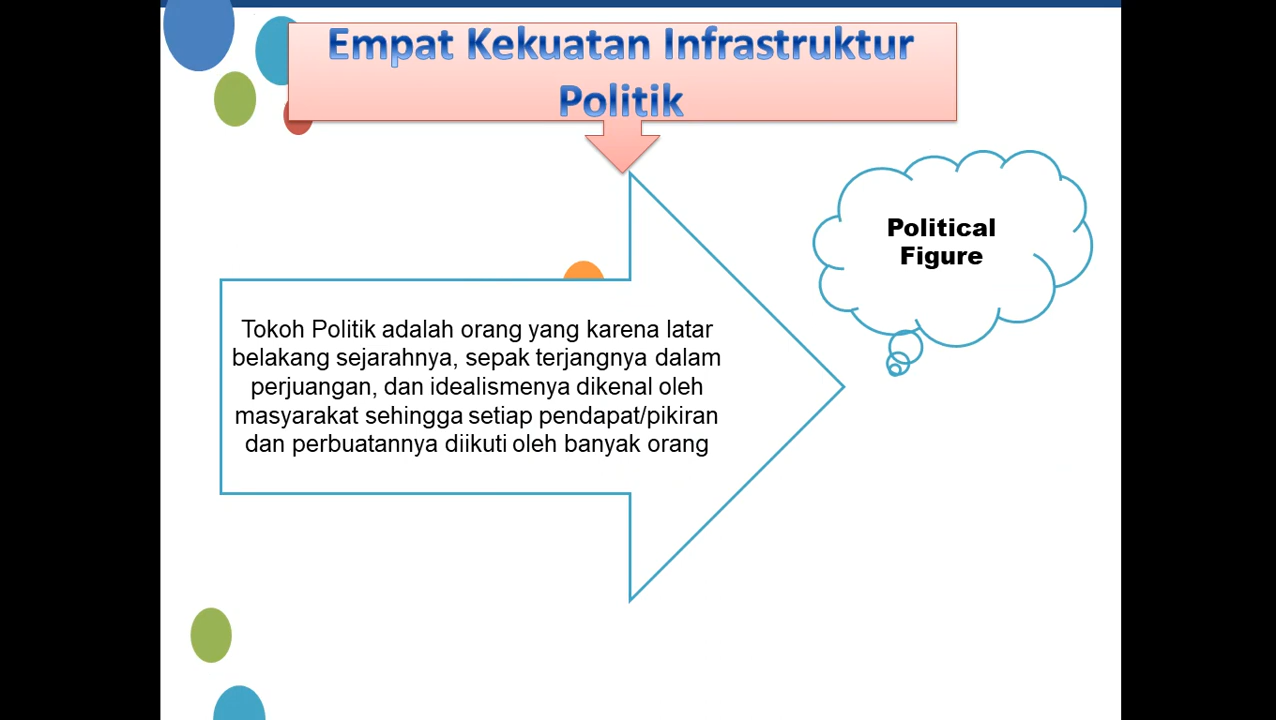 Empat Kekuatan Infrastruktur
Politik
Political
Figure
Tokoh Politik adalah orang yang karena latar
belakang sejarahnya, sepak terjangnya dalam
perjuangan, dan idealismenya dikenal oleh
masyarakat sehingga setiap pendapat/pikiran
dan perbuatannya diikuti oleh banyak orang